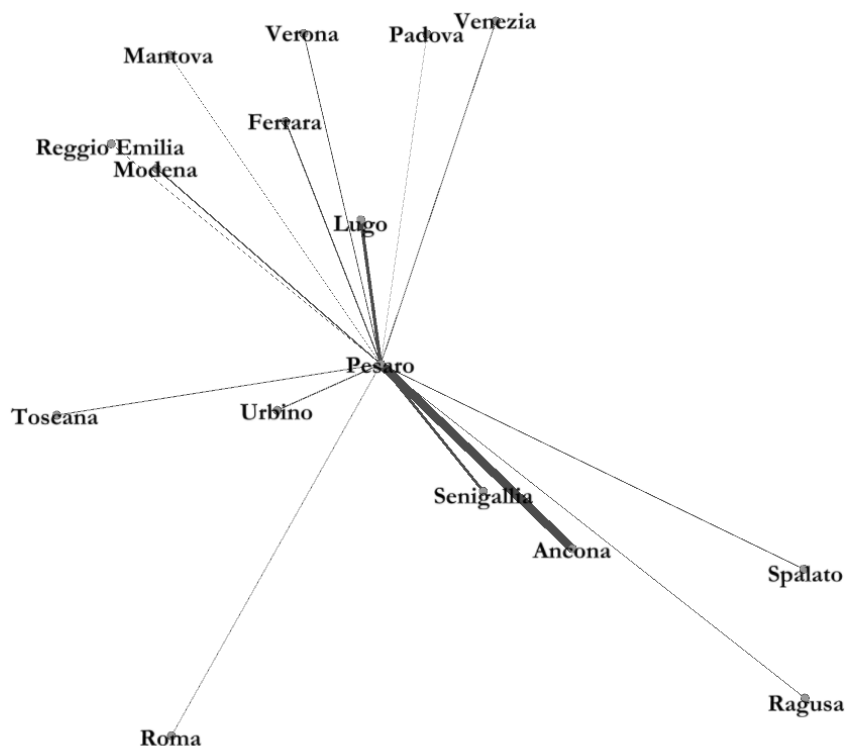 Venezia
Verona
Padova
Mantova
Ferrara
Reggio Emilia
Modena
Lugo
Pesaro
Urbino
Toscana
Senigallia
Ancona
Spalato
Ragusa
Roma